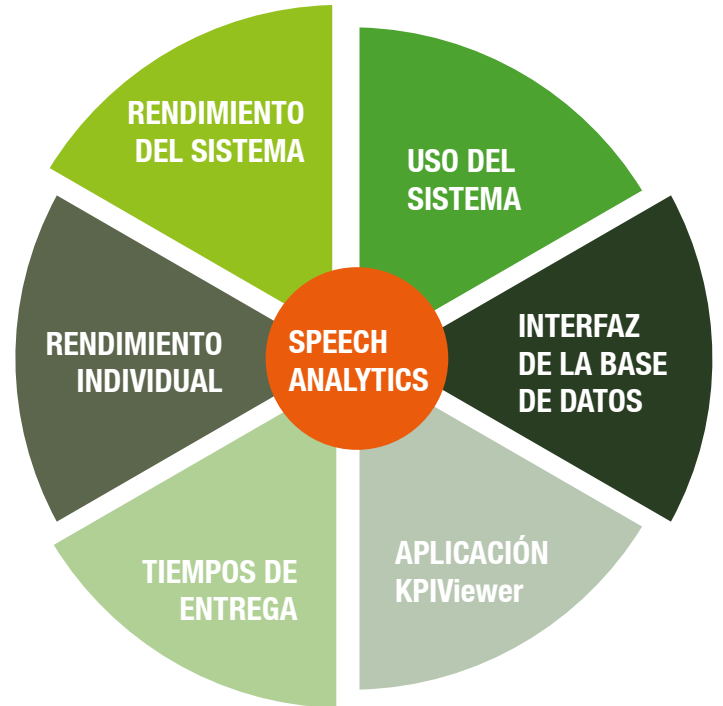 RENDIMIENTO
DEL SISTEMA
USO DEL
SISTEMA
INTERFAZ
DE LA BASE
DE DATOS
APLICACIÓN
KPIViewer
TIEMPOS DE
ENTREGA
RENDIMIENTO
INDIVIDUAL
SPEECH
ANALYTICS